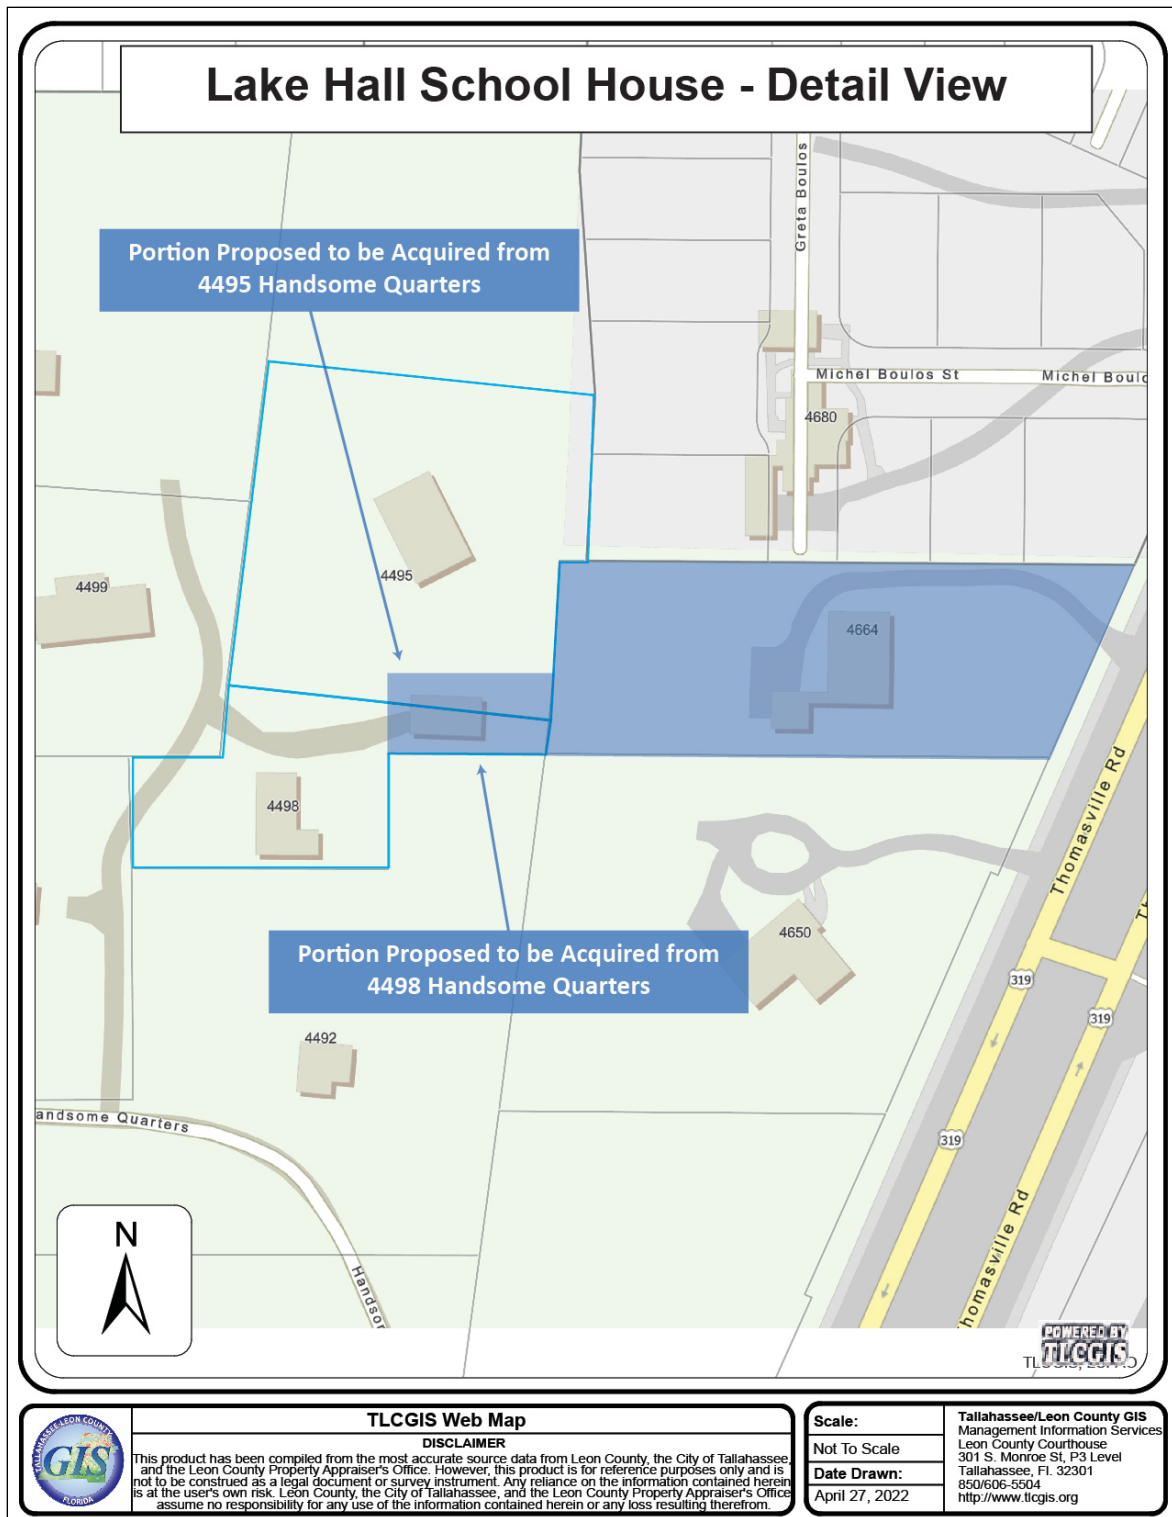 Lake Hall School House - Detail View
Greta Boulos
Portion Proposed to be Acquired from
4495 Handsome Quarters
Michel Boulos St
Michel Boulo
4680
4495
4499
4664
4498
Thomasville Rd
4650
Portion Proposed to be Acquired from
4498 Handsome Quarters
319
319
4492
andsome Quarters
319
Thomasville Rd
Handsor
N
POWERED BY
TLCGIS
TALLAHASSEE-LEON COUNTY
GIS
FLORIDA
TLCGIS Web Map
DISCLAIMER
This product has been compiled from the most accurate source data from Leon County, the City of Tallahassee,
and the Leon County Property Appraiser's Office. However, this product is for reference purposes only and is
not to be construed as a legal document or survey instrument. Any reliance on the information contained herein
is at the user's own risk. Leon County, the City of Tallahassee, and the Leon County Property Appraiser's Office
assume no responsibility for any use of the information contained herein or any loss resulting therefrom.
Scale:
Not To Scale
Date Drawn:
April 27, 2022
Tallahassee/Leon County GIS
Management Information Services
Leon County Courthouse
301 S. Monroe St, P3 Level
Tallahassee, Fl. 32301
850/606-5504
http://www.tlcgis.org